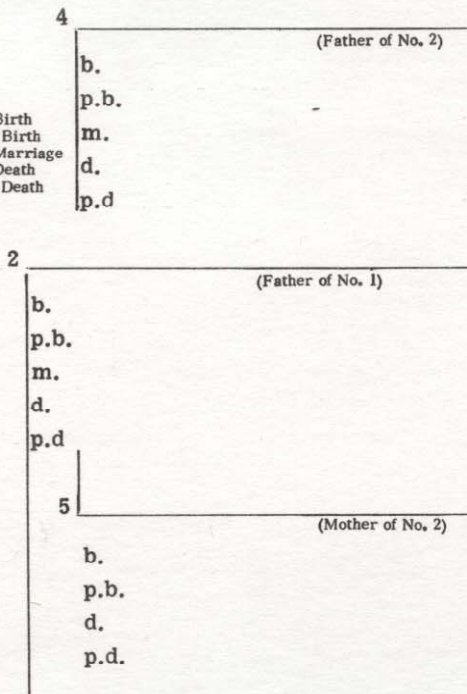 4
(Father of No. 2)
b.
p.b.
Birth
Birth
m.
Marriage
Death
d.
Death
p.d
2
(Father of No. 1)
b.
p.b.
m.
d.
p.d
5
(Mother of No. 2)
b.
p.b.
d.
p.d.